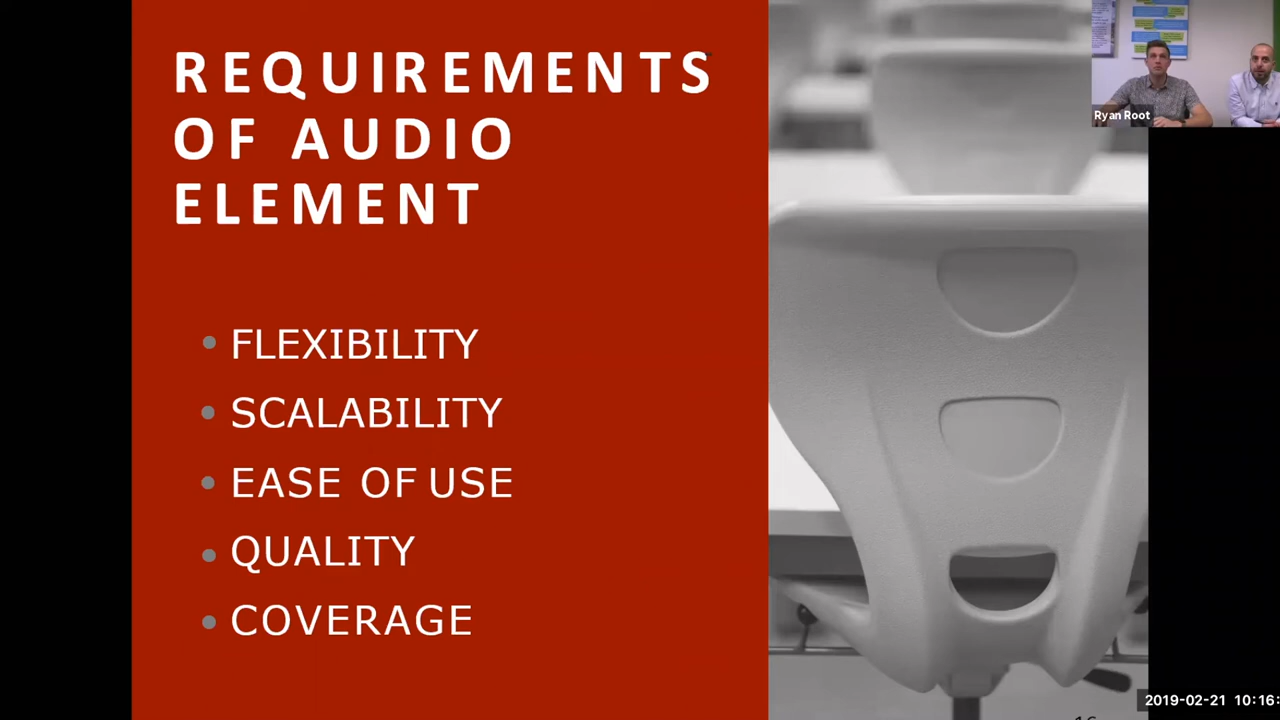 REQUIREMENTS
OF AUDIO
ELEMENT
FLEXIBILITY
SCALABILITY
EASE OF USE
QUALITY
COVERAGE
Ryan Root
2019-02-21 10:16: